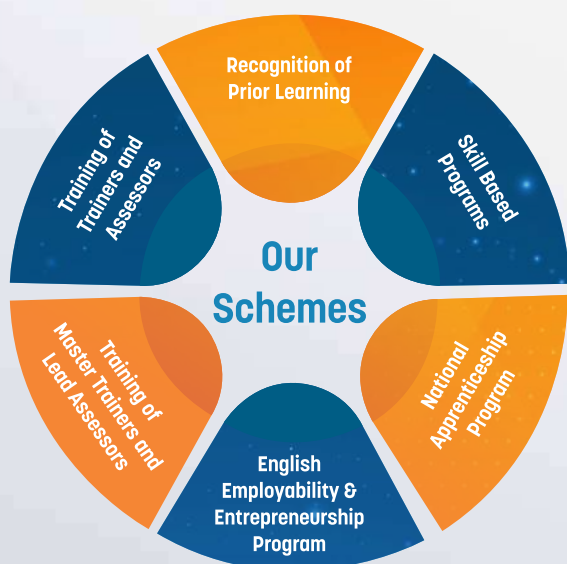 Our
Schemes
Recognition of
Prior Learning
Skill Based
Programs
National
Apprenticeship
Program
English
Employability &
Entrepreneurship
Program
Training of
Master Trainers and
Lead Assessors
Training of
Trainers and
Assessors